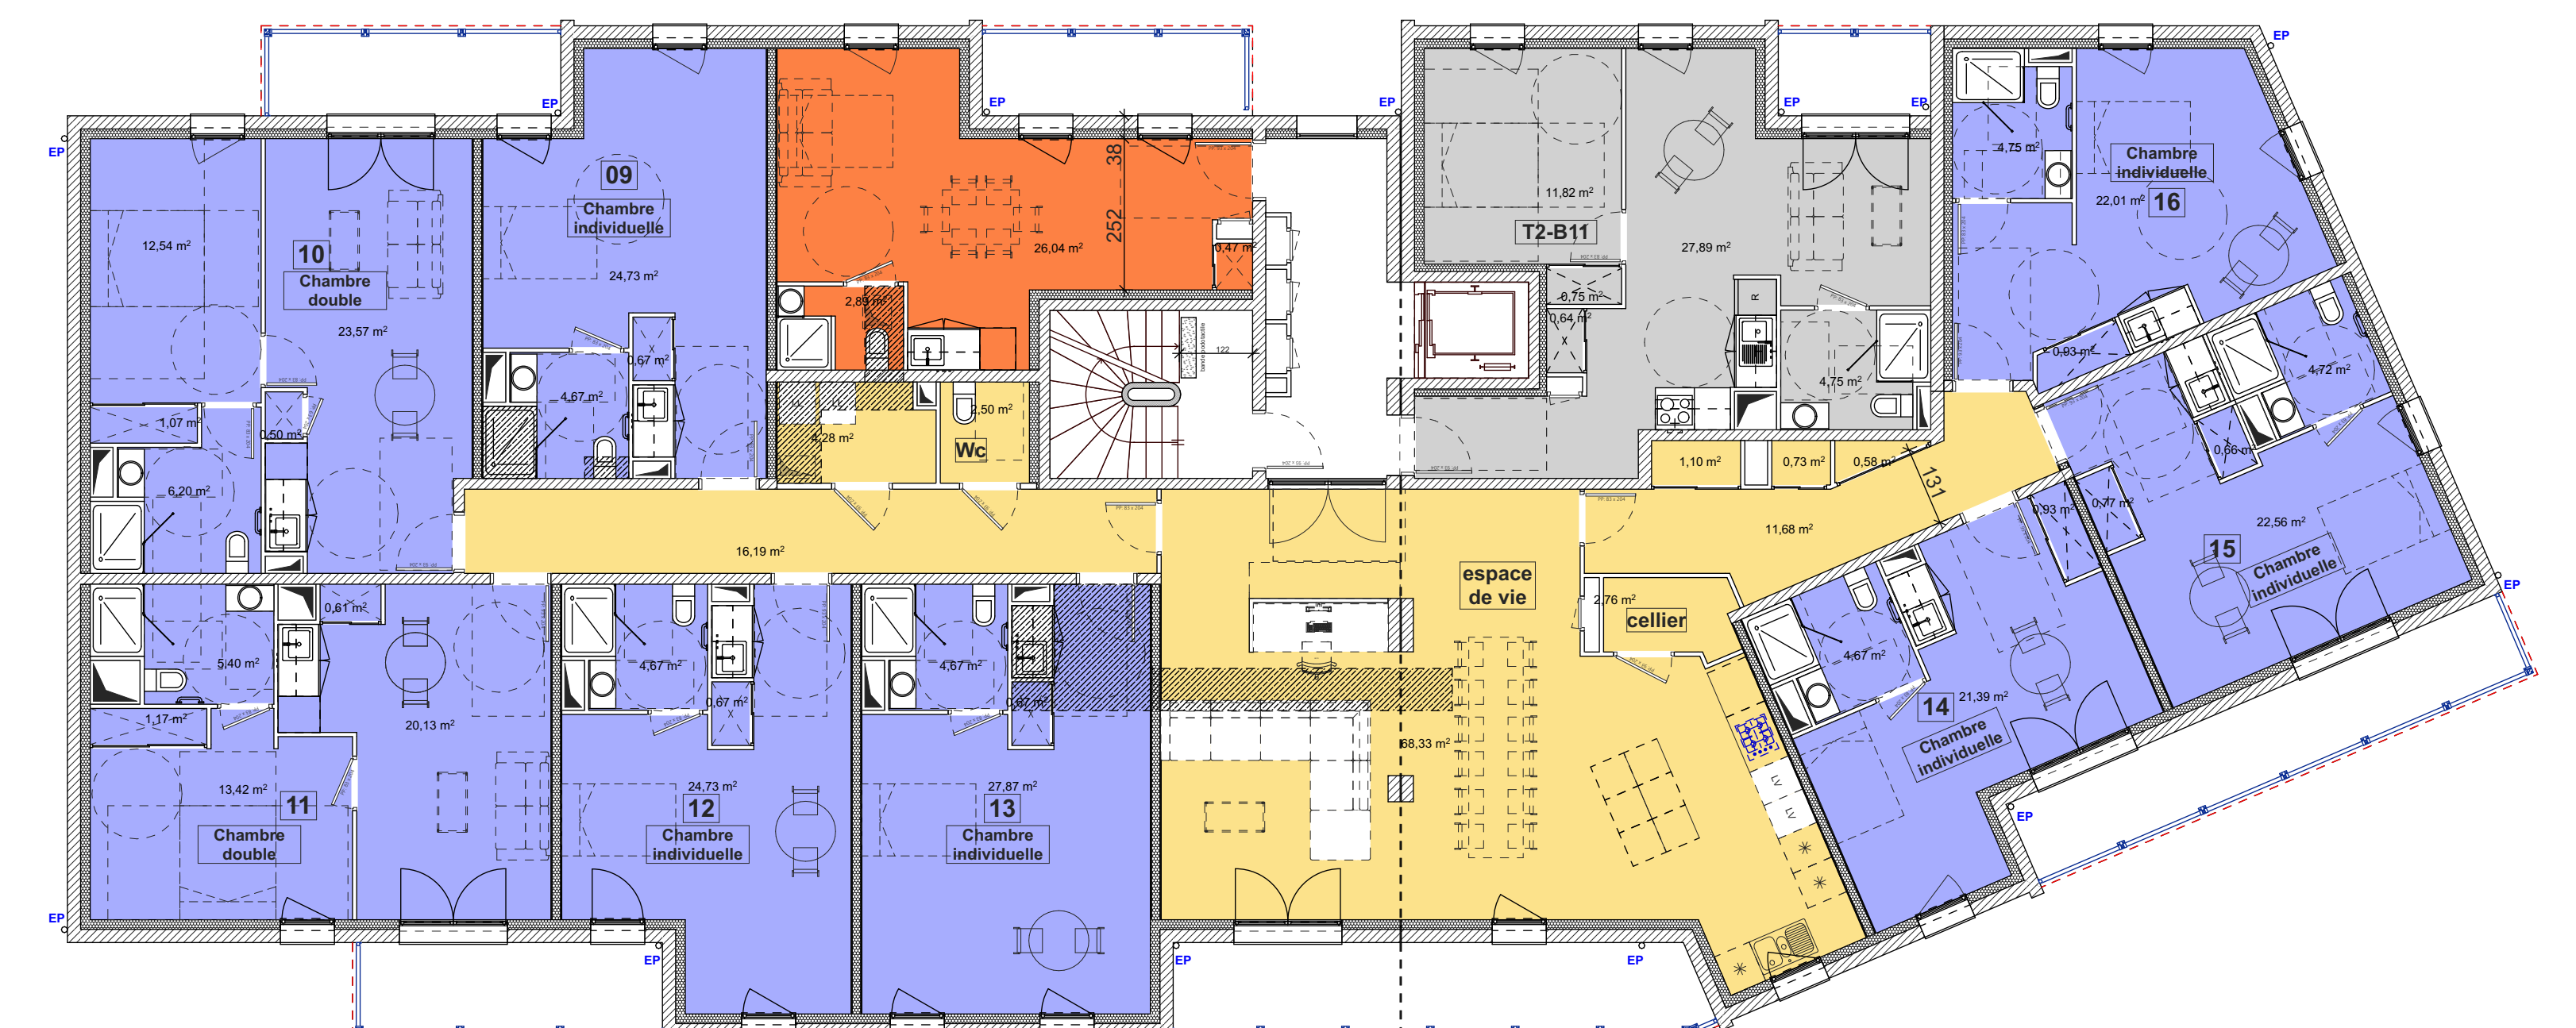 EP
EP
EP
EP
EP
EP
EP
09
Chambre
individuelle
24,73 m²
0,67 m²
4,67 m²
12,54 m²
10
Chambre
double
23,57 m²
1,07 m²
0,50 m²
6,20 m²
38
252
26,04 m²
0,47 m²
2,89 m²
4,28 m²
2,50 m²
Wc
122
11,82 m²
T2-B11
27,89 m²
0,75 m²
0,64 m²
R
4,75 m²
4,75 m²
Chambre
individuelle
22,01 m²
16
0,93 m²
4,72 m²
0,66 m²
1,10 m²
0,73 m²
0,58 m²
131
11,68 m²
16,19 m²
PP. 83 x 204
PP. 83 x 204
0,93 m²
0,77 m²
22,56 m²
15
Chambre
individuelle
EP
espace
de vie
2,76 m²
cellier
68,33 m²
LV
LV
4,67 m²
14
21,39 m²
Chambre
individuelle
EP
0,61 m²
5,40 m²
1,17 m²
20,13 m²
13,42 m²
11
Chambre
double
4,67 m²
0,67 m²
24,73 m²
12
Chambre
individuelle
4,67 m²
0,67 m²
27,87 m²
13
Chambre
individuelle
EP
EP
EP
EP